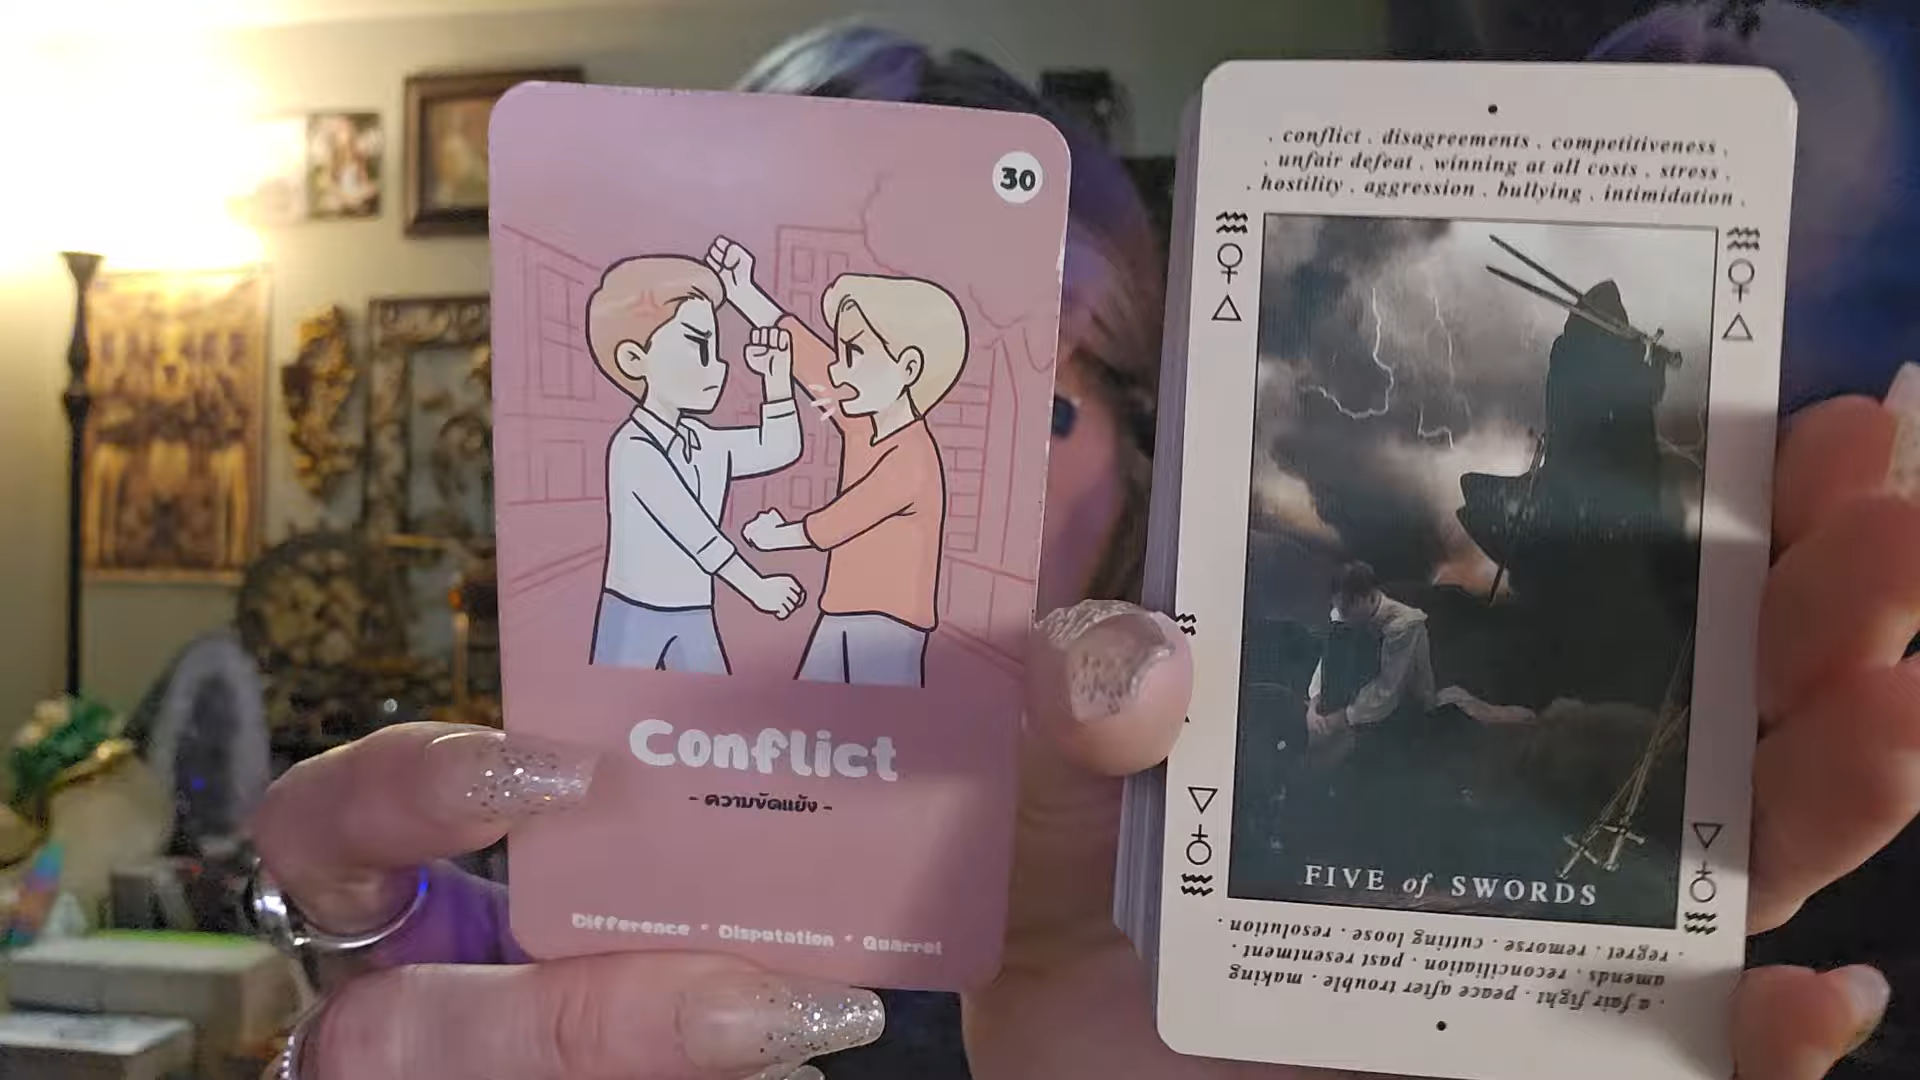 30
Conflict
- ความขัดแย้ง -
Difference * Disputation * Quarrel
. conflict . disagreements . competitiveness .
. unfair defeat . winning at all costs . stress .
. hostility . aggression . bullying . intimidation .
FIVE of SWORDS
. a fair fight . peace after trouble . making
amends . reconciliation . past resentment .
. regret . remorse . cutting loose . resolution .